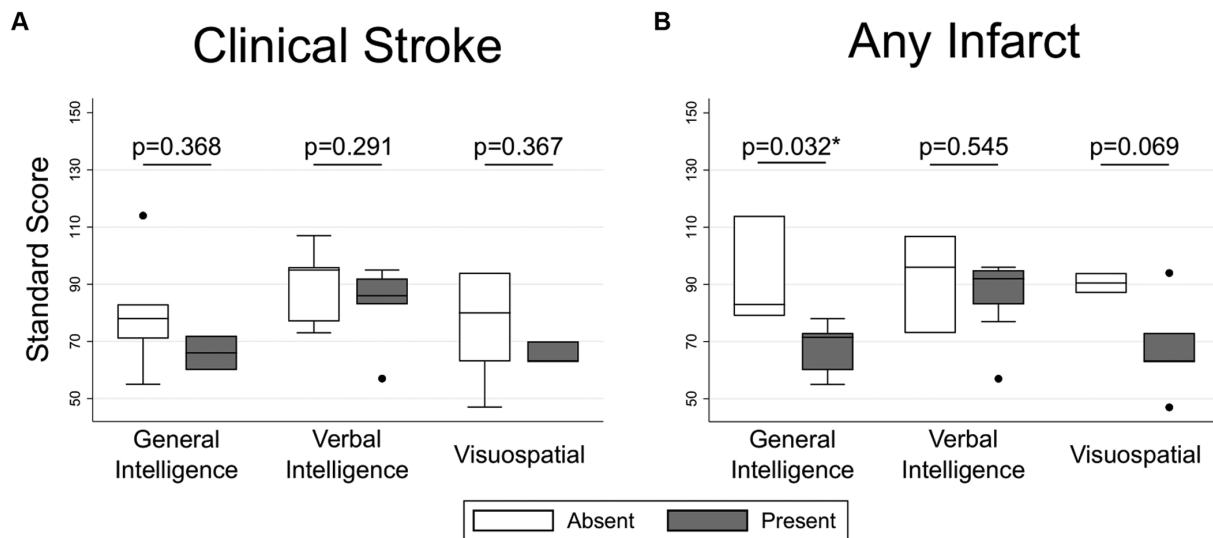 A
Clinical Stroke
Standard Score
150
130
110
90
70
50
p=0.368
p=0.291
p=0.367
General
Intelligence
Verbal
Intelligence
Visuospatial
B
Any Infarct
150
130
110
90
70
50
p=0.032*
p=0.545
p=0.069
General
Intelligence
Verbal
Intelligence
Visuospatial
Absent
Present